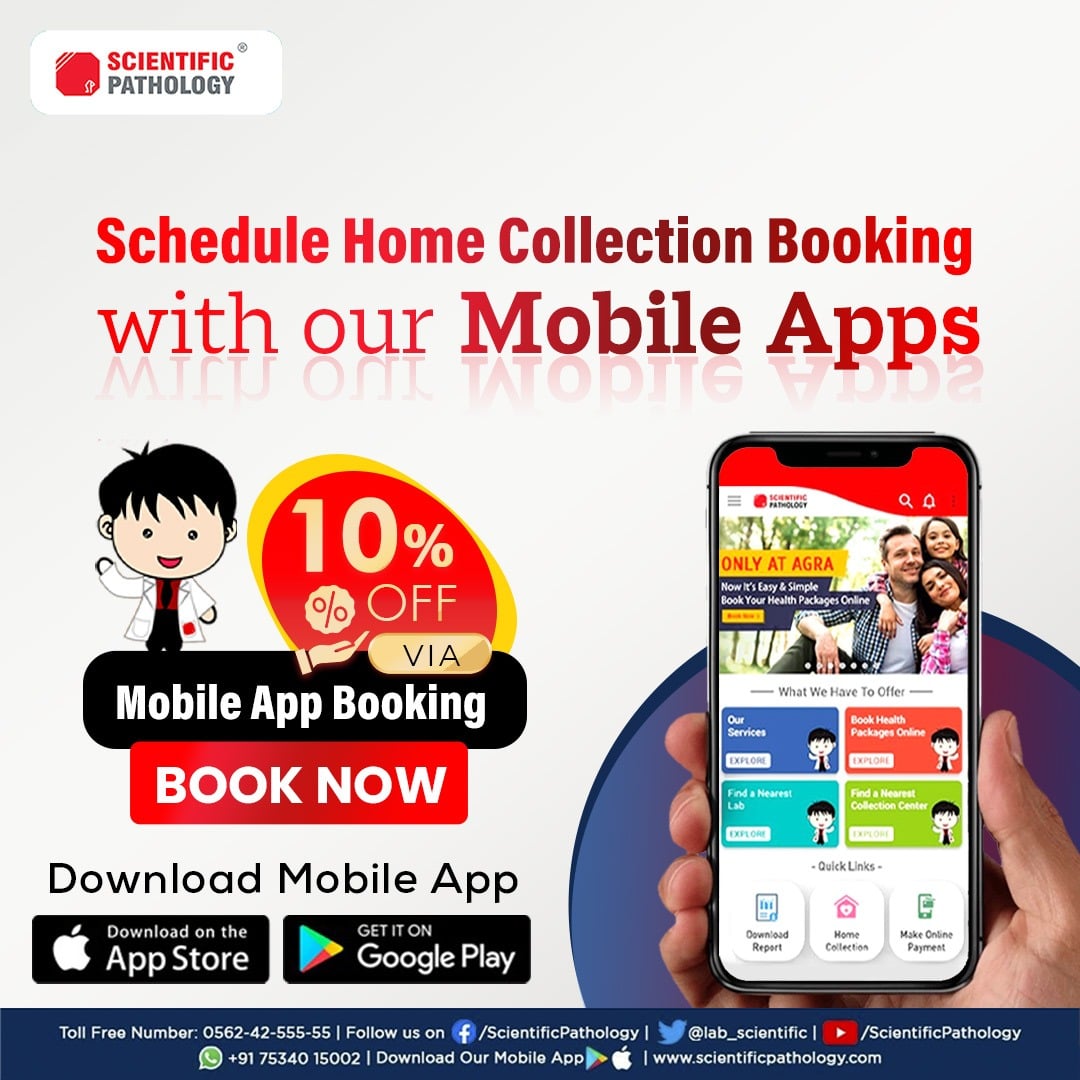 SCIENTIFIC ®
PATHOLOGY
SP
Schedule Home Collection Booking
with our Mobile Apps
10%
% OFF
VIA
Mobile App Booking
BOOK NOW
Download Mobile App
Download on the
App Store
GET IT ON
Google Play
SCIENTIFIC
PATHOLOGY
ONLY AT AGRA
Now It's Easy & Simple
Book Your Health Packages Online
Book Now
What We Have To Offer
Our
Services
EXPLORE
Book Health
Packages Online
EXPLORE
Find a Nearest
Lab
EXPLORE
Find a Nearest
Collection Center
EXPLORE
- Quick Links -
Download
Report
Home
Collection
Make Online
Payment
Toll Free Number: 0562-42-555-55 | Follow us on /ScientificPathology | @lab_scientific | /ScientificPathology
+91 75340 15002 | Download Our Mobile App | www.scientificpathology.com